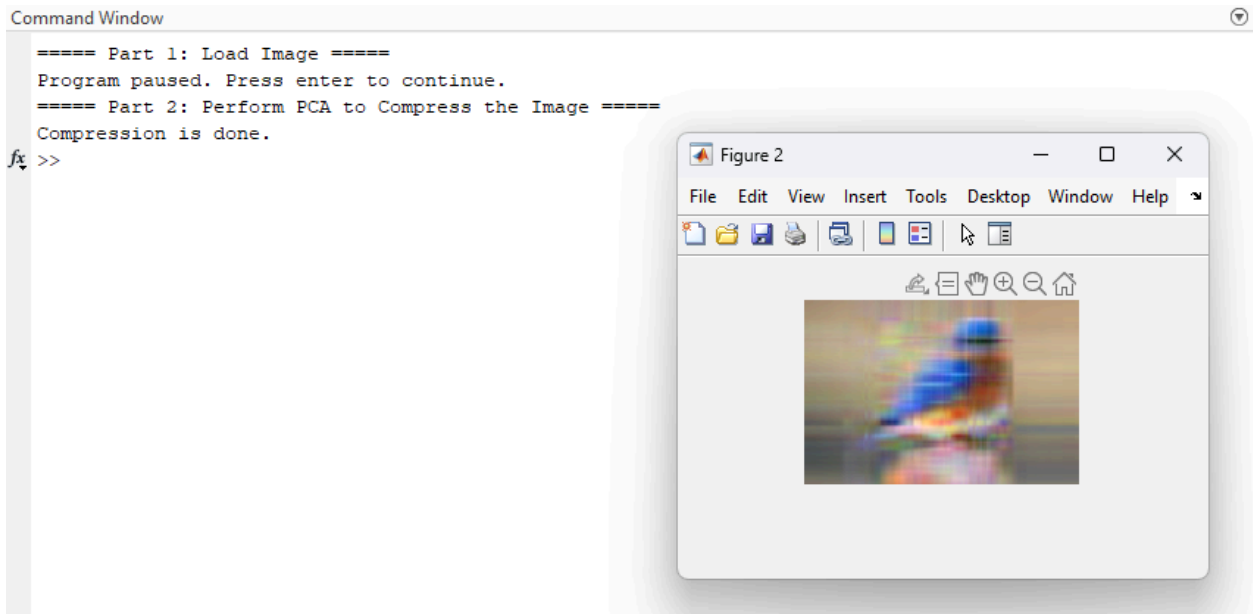 Command Window
===== Part 1: Load Image =====
Program paused. Press enter to continue.
===== Part 2: Perform PCA to Compress the Image =====
Compression is done.
fx >>
Figure 2
File Edit View Insert Tools Desktop Window Help